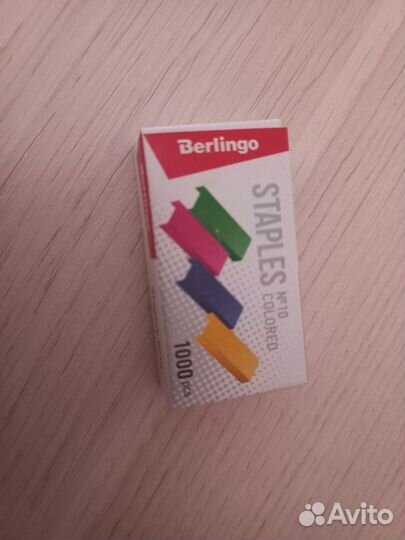 Berlingo
STAPLES
№10
COLORED
1000 pcs
Avito